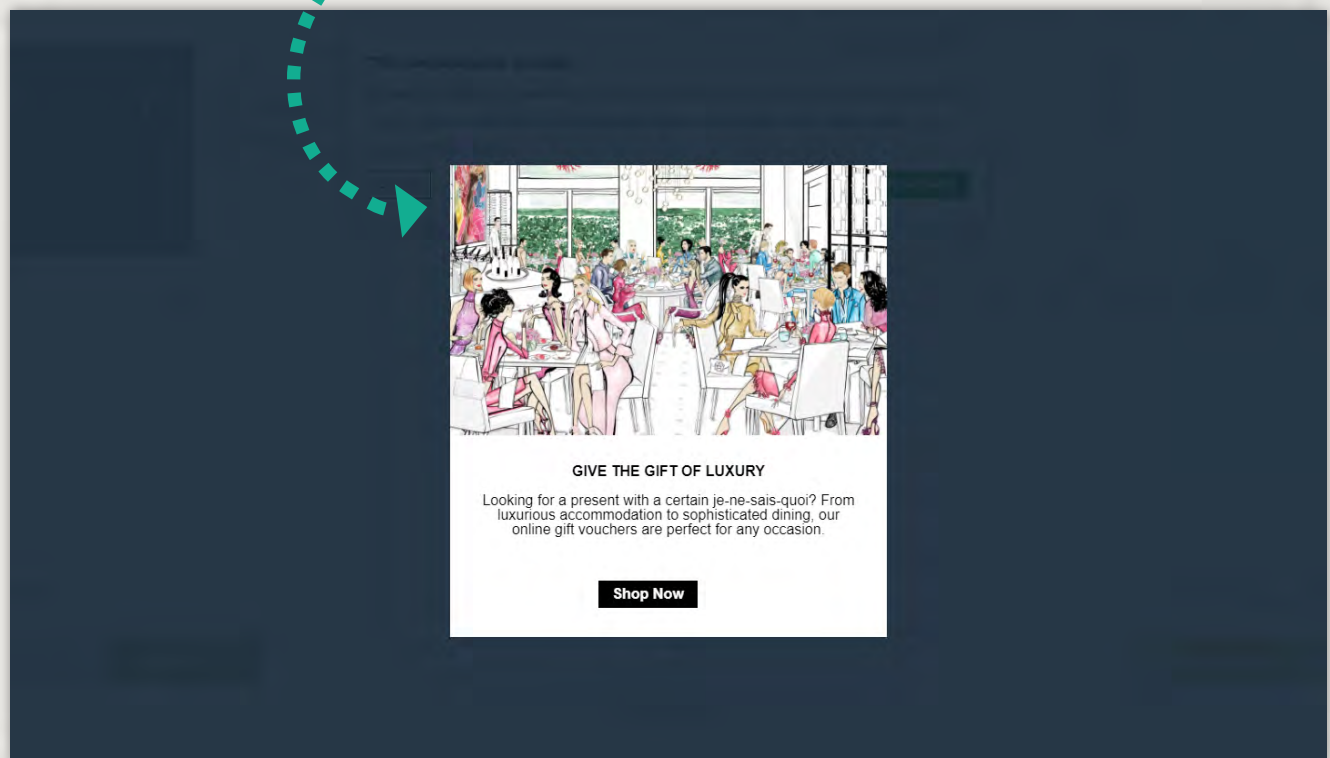 GIVE THE GIFT OF LUXURY
Looking for a present with a certain je-ne-sais-quoi? From
luxurious accommodation to sophisticated dining, our
online gift vouchers are perfect for any occasion.
Shop Now